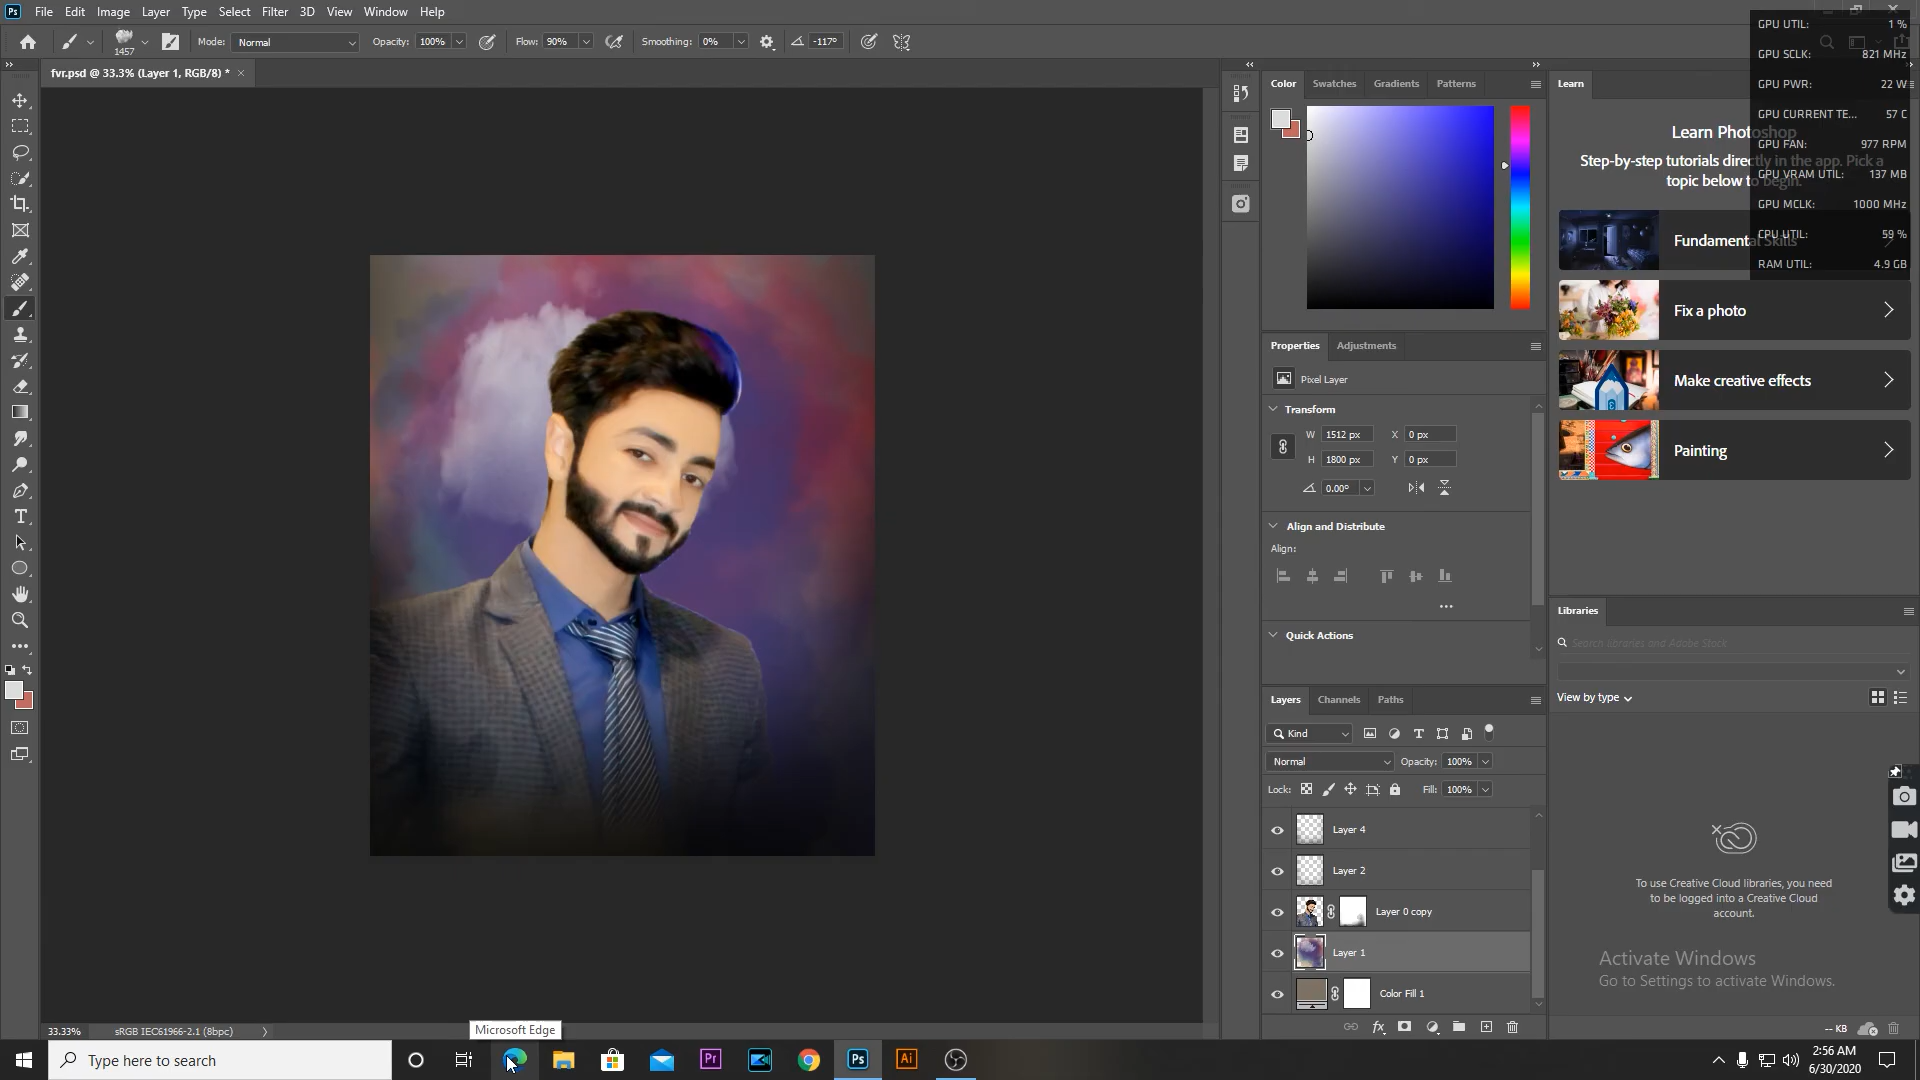 Ps File Edit Image Layer Type Select Filter 3D View Window Help
1457 Mode: Normal Opacity: 100% Flow: 90% Smoothing: 0% -117°
fvr.psd @ 33.3% (Layer 1, RGB/8) *
Color Swatches Gradients Patterns
Learn
GPU UTIL: 1 %
GPU SCLK: 821 MHz
GPU PWR: 22 W
GPU CURRENT TE... 57 C
GPU FAN: 977 RPM
GPU VRAM UTIL: 137 MB
GPU MCLK: 1000 MHz
CPU UTIL: 59 %
RAM UTIL: 4.9 GB
Learn Photoshop
Step-by-step tutorials directly in the app. Pick a
topic below to begin.
Fundamental Skills
Fix a photo
Make creative effects
Painting
Properties Adjustments
Pixel Layer
Transform
W 1512 px X 0 px
H 1800 px Y 0 px
0.00°
Align and Distribute
Align:
Quick Actions
Libraries
Search libraries and Adobe Stock
View by type
Layers Channels Paths
Kind
Normal Opacity: 100%
Lock: Fill: 100%
Layer 4
Layer 2
Layer 0 copy
Layer 1
Color Fill 1
To use Creative Cloud libraries, you need
to be logged into a Creative Cloud
account.
Activate Windows
Go to Settings to activate Windows.
-- KB
33.33% sRGB IEC61966-2.1 (8bpc)
Microsoft Edge
Type here to search
Pr Ps Ai
2:56 AM
6/30/2020